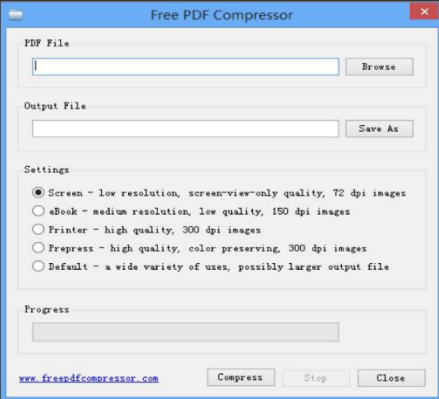 Free PDF Compressor
PDF File
Browse
Output File
Save As
Settings
Screen - low resolution, screen-view-only quality, 72 dpi images
eBook - medium resolution, low quality, 150 dpi images
Printer - high quality, 300 dpi images
Prepress - high quality, color preserving, 300 dpi images
Default - a wide variety of uses, possibly larger output file
Progress
www.freepdfcompressor.com Compress Stop Close